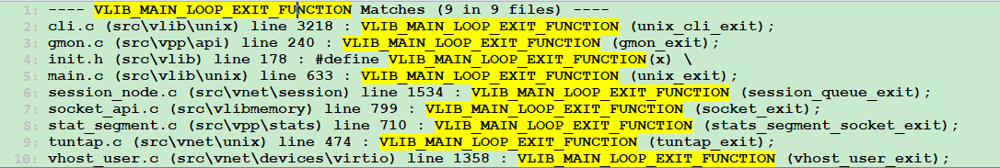 1: ---- VLIB_MAIN_LOOP_EXIT_FUNCTION Matches (9 in 9 files) ----
2: cli.c (src\vlib\unix) line 3218 : VLIB_MAIN_LOOP_EXIT_FUNCTION (unix_cli_exit);
3: gmon.c (src\vpp\api) line 240 : VLIB_MAIN_LOOP_EXIT_FUNCTION (gmon_exit);
4: init.h (src\vlib) line 178 : #define VLIB_MAIN_LOOP_EXIT_FUNCTION(x) \
5: main.c (src\vlib\unix) line 633 : VLIB_MAIN_LOOP_EXIT_FUNCTION (unix_exit);
6: session_node.c (src\vnet\session) line 1534 : VLIB_MAIN_LOOP_EXIT_FUNCTION (session_queue_exit);
7: socket_api.c (src\vlibmemory) line 799 : VLIB_MAIN_LOOP_EXIT_FUNCTION (socket_exit);
8: stat_segment.c (src\vpp\stats) line 710 : VLIB_MAIN_LOOP_EXIT_FUNCTION (stats_segment_socket_exit);
9: tuntap.c (src\vnet\unix) line 474 : VLIB_MAIN_LOOP_EXIT_FUNCTION (tuntap_exit);
10: vhost_user.c (src\vnet\devices\virtio) line 1358 : VLIB_MAIN_LOOP_EXIT_FUNCTION (vhost_user_exit);